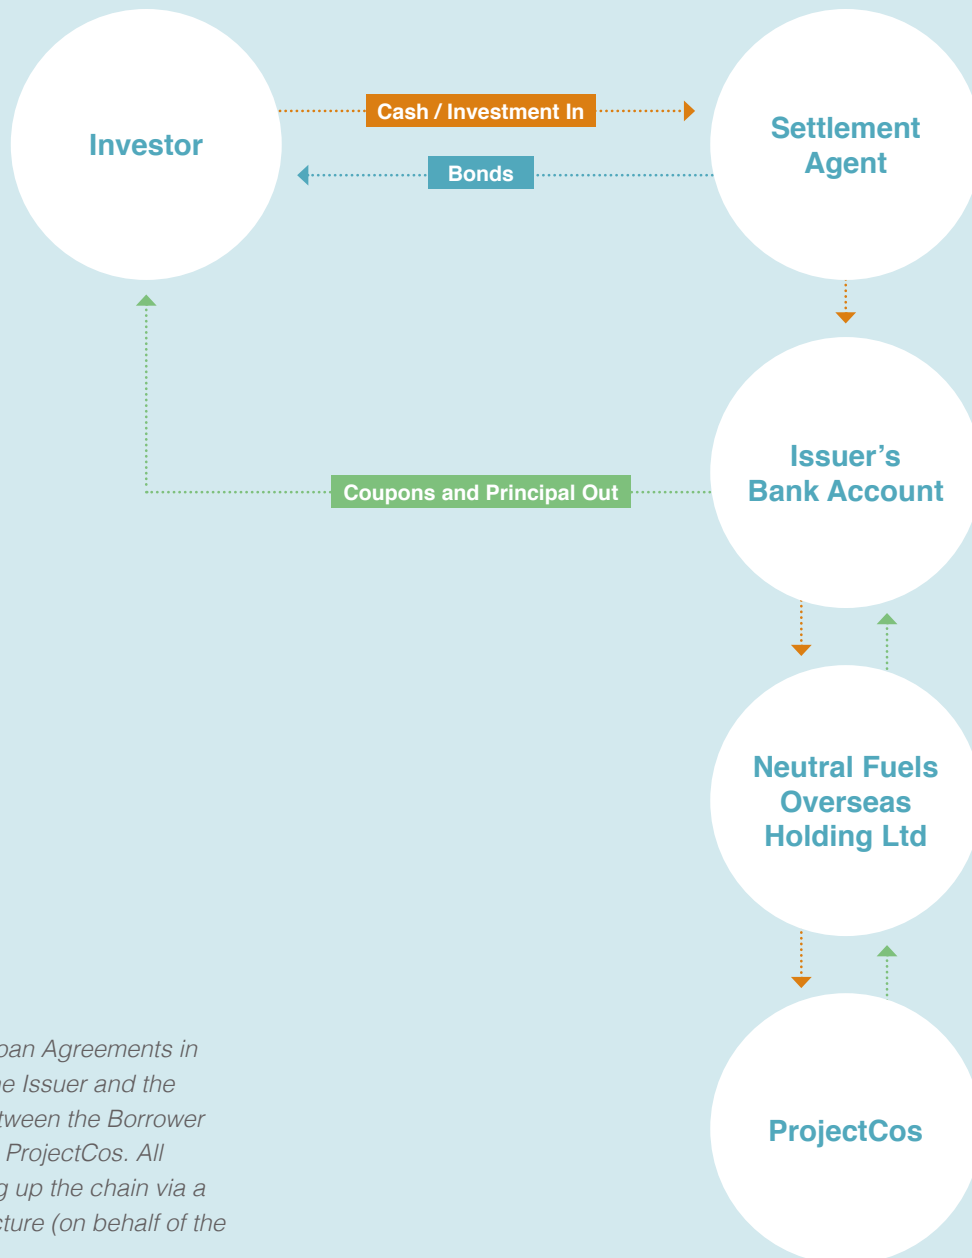 Investor
Cash / Investment In
Bonds
Settlement
Agent
Issuer’s
Bank Account
Coupons and Principal Out
Neutral Fuels
Overseas
Holding Ltd
ProjectCos
Agreements in
Issuer and the
the Borrower
ProjectCos. All
up the chain via a
(on behalf of the